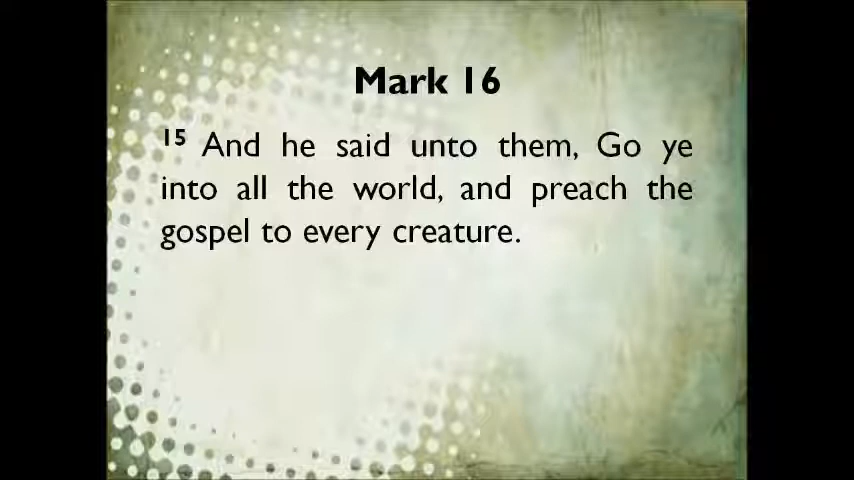 Mark 16
15 And he said unto them, Go ye
into all the world, and preach the
gospel to every creature.